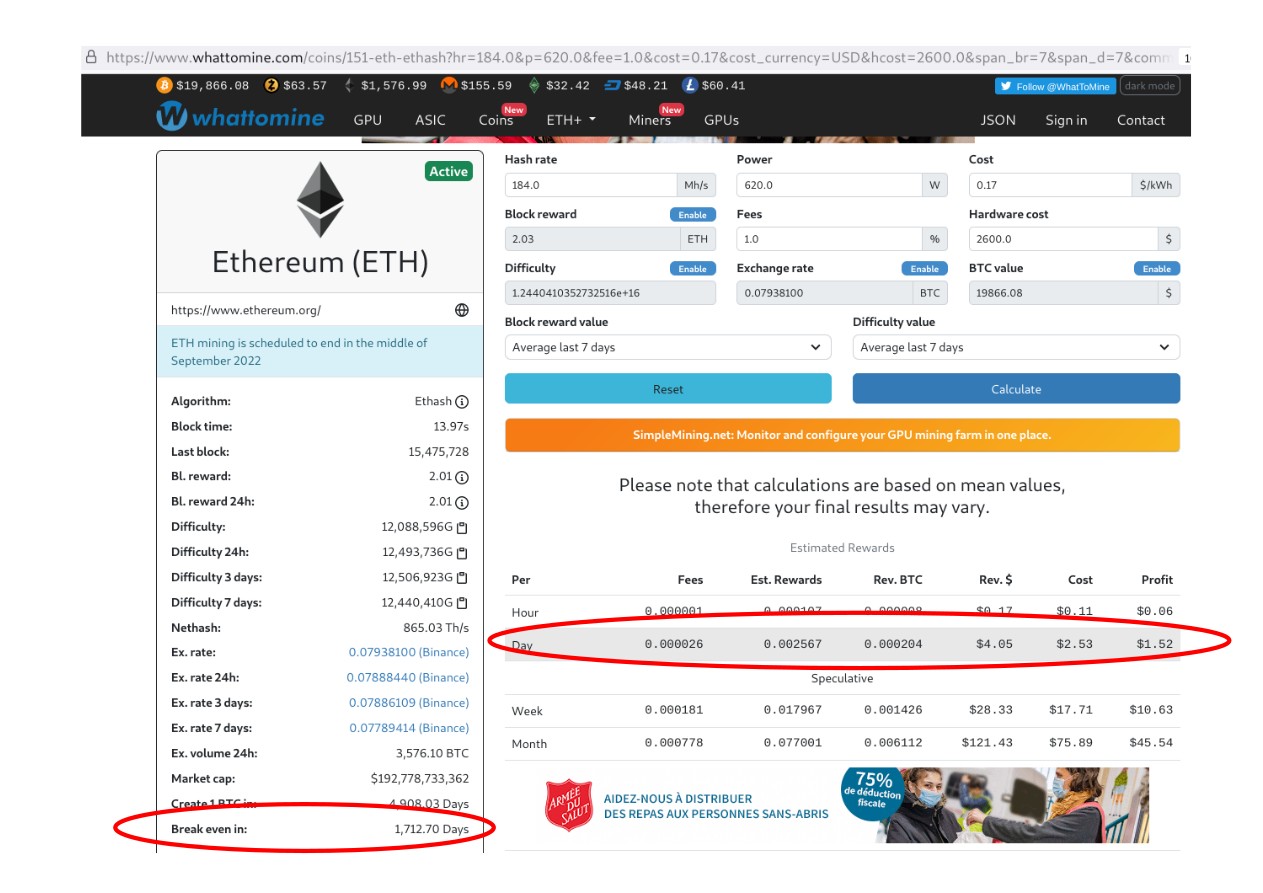 https://www.whattomine.com/coins/151-eth-ethash?hr=184.0&p=620.0&fee=1.0&cost=0.17&cost_currency=USD&hcost=2600.0&span_br=7&span_d=7&comm
$19,866.08 $63.57 $1,576.99 $155.59 $32.42 $48.21 $60.41 Follow @WhatToMine dark mode
whattomine GPU ASIC Coins New ETH+ Miners New GPUs JSON Sign in Contact
Active
Ethereum (ETH)
https://www.ethereum.org/
ETH mining is scheduled to end in the middle of
September 2022
Algorithm: Ethash
Block time: 13.97s
Last block: 15,475,728
Bl. reward: 2.01
Bl. reward 24h: 2.01
Difficulty: 12,088,596G
Difficulty 24h: 12,493,736G
Difficulty 3 days: 12,506,923G
Difficulty 7 days: 12,440,410G
Nethash: 865.03 Th/s
Ex. rate: 0.07938100 (Binance)
Ex. rate 24h: 0.07888440 (Binance)
Ex. rate 3 days: 0.07886109 (Binance)
Ex. rate 7 days: 0.07789414 (Binance)
Ex. volume 24h: 3,576.10 BTC
Market cap: $192,778,733,362
Create 1 BTC in: 4,908.03 Days
Break even in: 1,712.70 Days
Hash rate Power Cost
184.0 Mh/s 620.0 W 0.17 $/kWh
Block reward Enable Fees Hardware cost
2.03 ETH 1.0 % 2600.0 $
Difficulty Enable Exchange rate Enable BTC value Enable
1.2440410352732516e+16 0.07938100 BTC 19866.08 $
Block reward value Difficulty value
Average last 7 days Average last 7 days
Reset Calculate
SimpleMining.net: Monitor and configure your GPU mining farm in one place.
Please note that calculations are based on mean values,
therefore your final results may vary.
Estimated Rewards
Per Fees Est. Rewards Rev. BTC Rev. $ Cost Profit
Hour 0.000001 0.000107 0.000008 $0.17 $0.11 $0.06
Day 0.000026 0.002567 0.000204 $4.05 $2.53 $1.52
Speculative
Week 0.000181 0.017967 0.001426 $28.33 $17.71 $10.63
Month 0.000778 0.077001 0.006112 $121.43 $75.89 $45.54
ARMÉE
DU
SALUT
AIDEZ-NOUS À DISTRIBUER
DES REPAS AUX PERSONNES SANS-ABRIS
75%
de déduction
fiscale